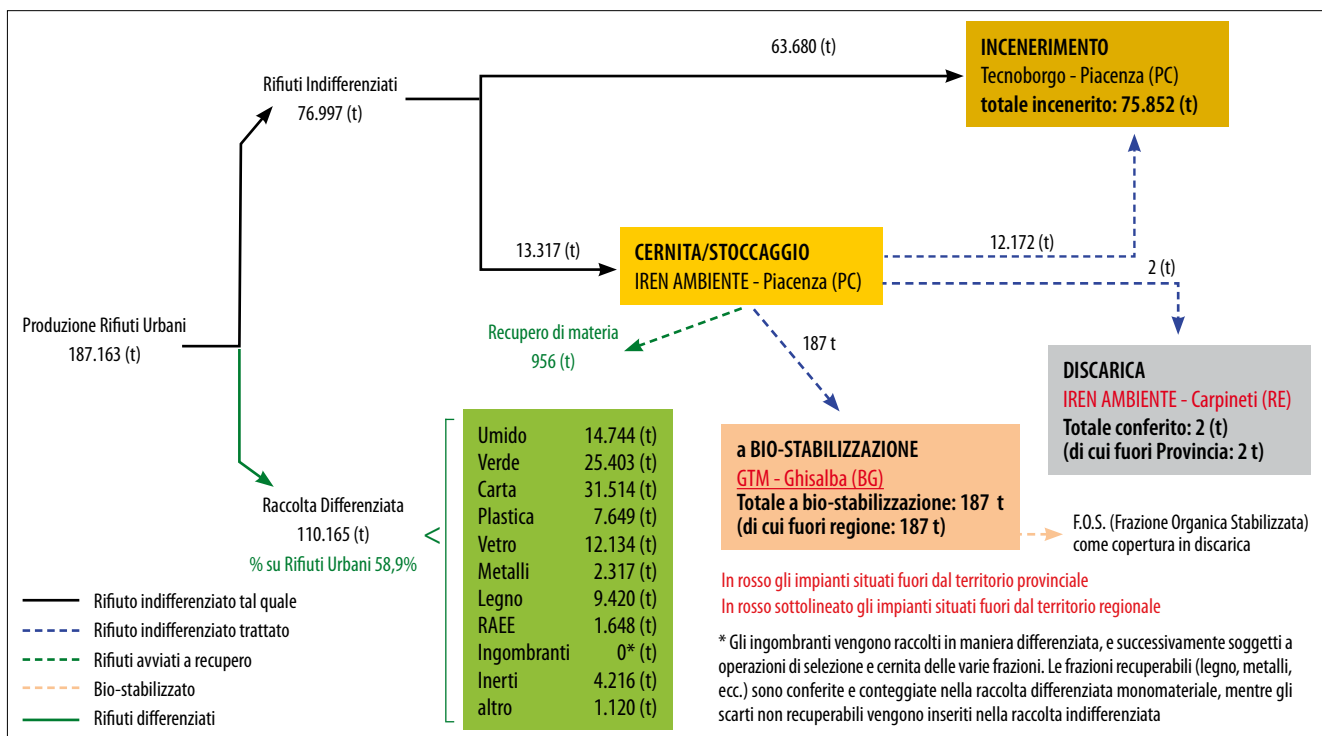 63.680 (t)
INCENERIMENTO
Tecnoborgo - Piacenza (PC)
totale incenerito: 75.852 (t)
Rifiuti Indifferenziati
76.997 (t)
13.317 (t)
CERNITA/STOCCAGGIO
IREN AMBIENTE - Piacenza (PC)
12.172 (t)
2 (t)
Produzione Rifiuti Urbani
187.163 (t)
Recupero di materia
956 (t)
187 t
DISCARICA
IREN AMBIENTE - Carpineti (RE)
Totale conferito: 2 (t)
(di cui fuori Provincia: 2 t)
Raccolta Differenziata
110.165 (t)
% su Rifiuti Urbani 58,9%
Umido 14.744 (t)
Verde 25.403 (t)
Carta 31.514 (t)
Plastica 7.649 (t)
Vetro 12.134 (t)
Metalli 2.317 (t)
Legno 9.420 (t)
RAEE 1.648 (t)
Ingombranti 0* (t)
Inerti 4.216 (t)
altro 1.120 (t)
a BIO-STABILIZZAZIONE
GTM - Ghisalba (BG)
Totale a bio-stabilizzazione: 187 t
(di cui fuori regione: 187 t)
F.O.S. (Frazione Organica Stabilizzata)
come copertura in discarica
Rifiuto indifferenziato tal quale
Rifiuto indifferenziato trattato
Rifiuti avviati a recupero
Bio-stabilizzato
Rifiuti differenziati
In rosso gli impianti situati fuori dal territorio provinciale
In rosso sottolineato gli impianti situati fuori dal territorio regionale
* Gli ingombranti vengono raccolti in maniera differenziata, e successivamente soggetti a
operazioni di selezione e cernita delle varie frazioni. Le frazioni recuperabili (legno, metalli,
ecc.) sono conferite e conteggiate nella raccolta differenziata monomateriale, mentre gli
scarti non recuperabili vengono inseriti nella raccolta indifferenziata